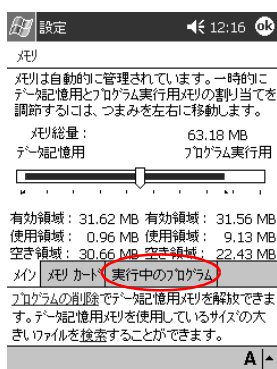 設定 12:16 ok
メモリ
メモリは自動的に管理されています。一時的に
データ記憶用とプログラム実行用メモリの割り当てを
調節するには、つまみを左右に移動します。
メモリ総量: 63.18 MB
データ記憶用 プログラム実行用
有効領域: 31.62 MB 有効領域: 31.56 MB
使用領域: 0.96 MB 使用領域: 9.13 MB
空き領域: 30.66 MB 空き領域: 22.43 MB
メイン メモリ カード 実行中のプログラム
プログラムの削除でデータ記憶用メモリを解放できま
す。データ記憶用メモリを使用しているサイズの大
きいファイルを検索することができます。
A